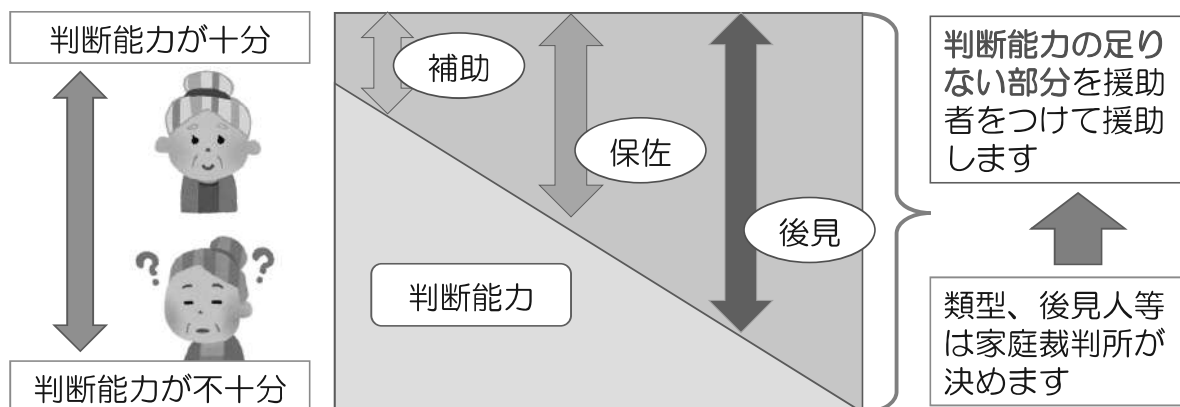 判断能力が十分
?
?
判断能力が不十分
補助
保佐
後見
判断能力
判断能力の足り
ない部分を援助
者をつけて援助
します
類型、後見人等
は家庭裁判所が
決めます